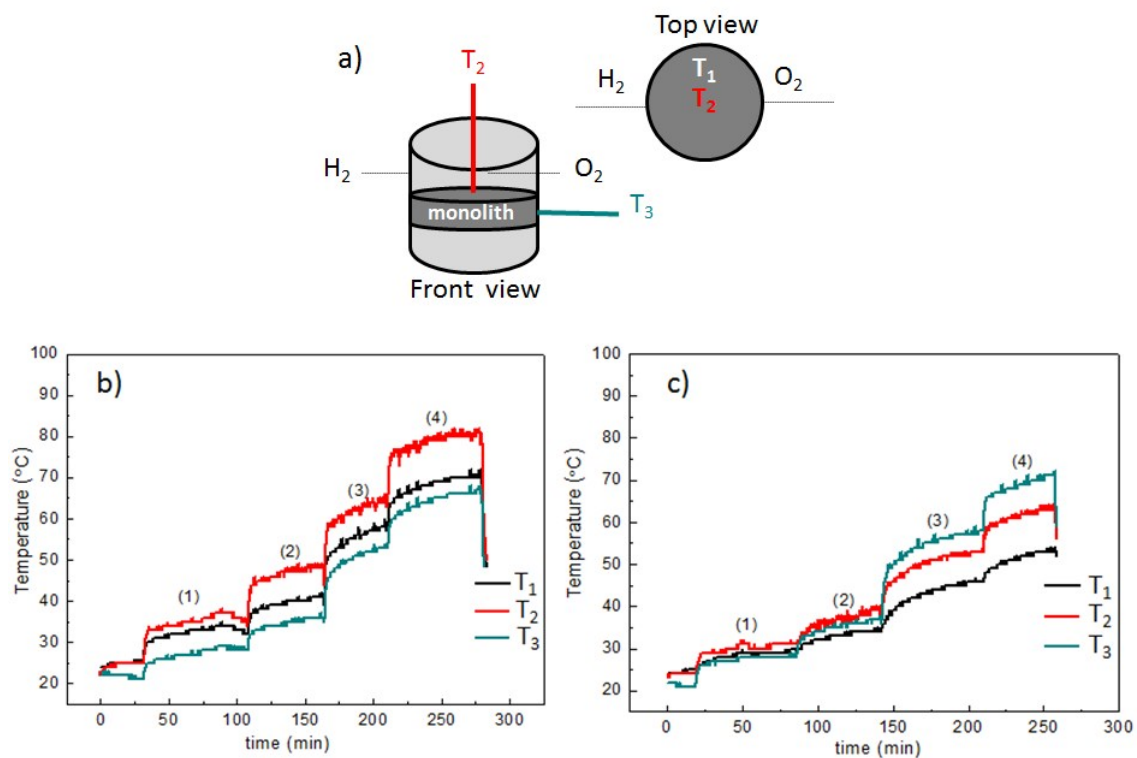 a)
T2
H2
O2
monolith
T3
Front view
Top view
H2
T1
T2
O2
b)
Temperature (°C)
100
90
80
70
60
50
40
30
20
(1)
(2)
(3)
(4)
T1
T2
T3
0 50 100 150 200 250 300
time (min)
c)
Temperature (°C)
100
90
80
70
60
50
40
30
20
(1)
(2)
(3)
(4)
T1
T2
T3
0 50 100 150 200 250 300
time (min)